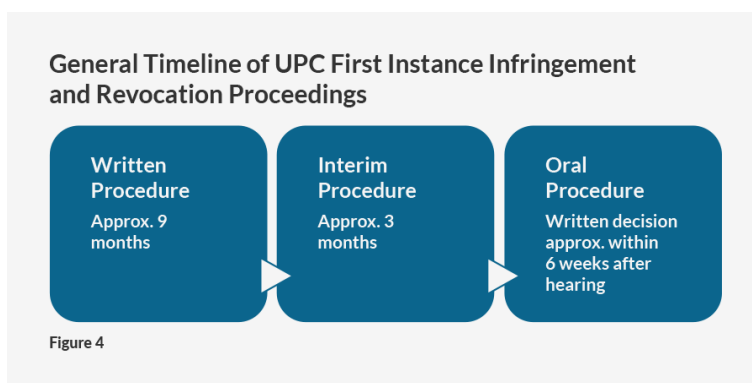 General Timeline of UPC First Instance Infringement
and Revocation Proceedings
Written
Procedure
Approx. 9
months
Interim
Procedure
Approx. 3
months
Oral
Procedure
Written decision
approx. within
6 weeks after
hearing
Figure 4